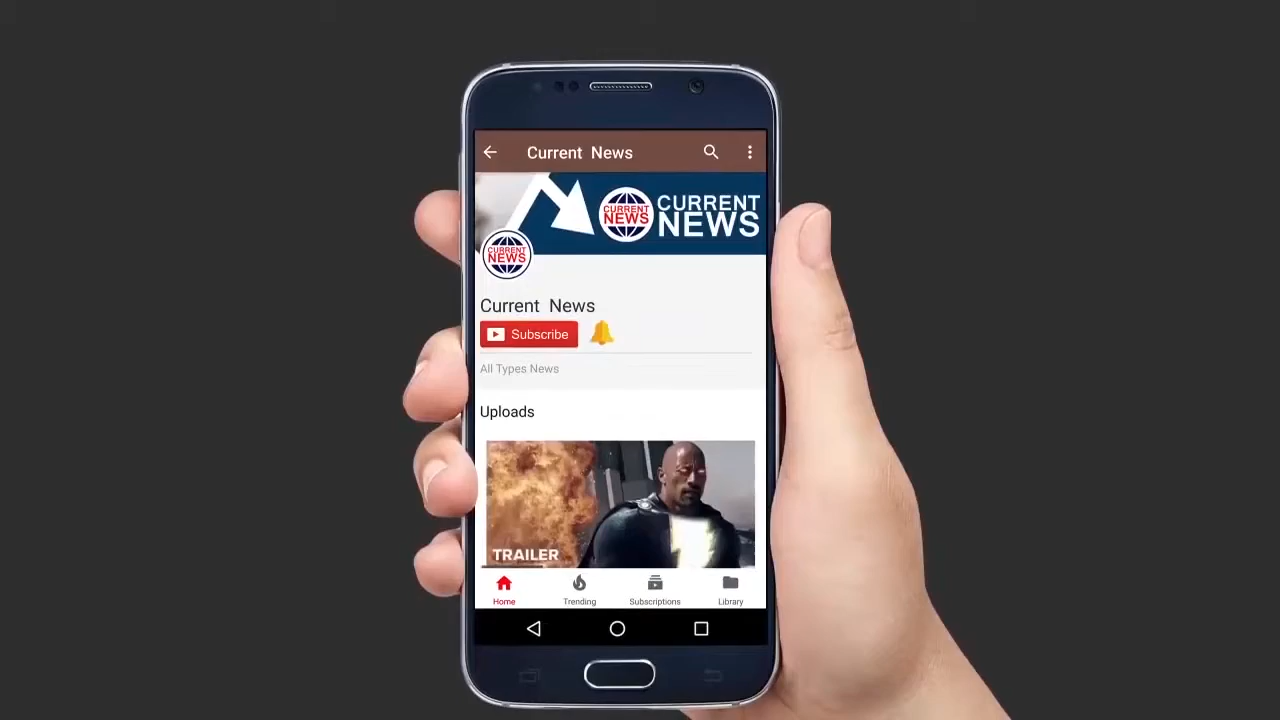 Current News
CURRENT
NEWS
CURRENT
NEWS
CURRENT
NEWS
Current News
Subscribe
All Types News
Uploads
TRAILER
Home
Trending
Subscriptions
Library